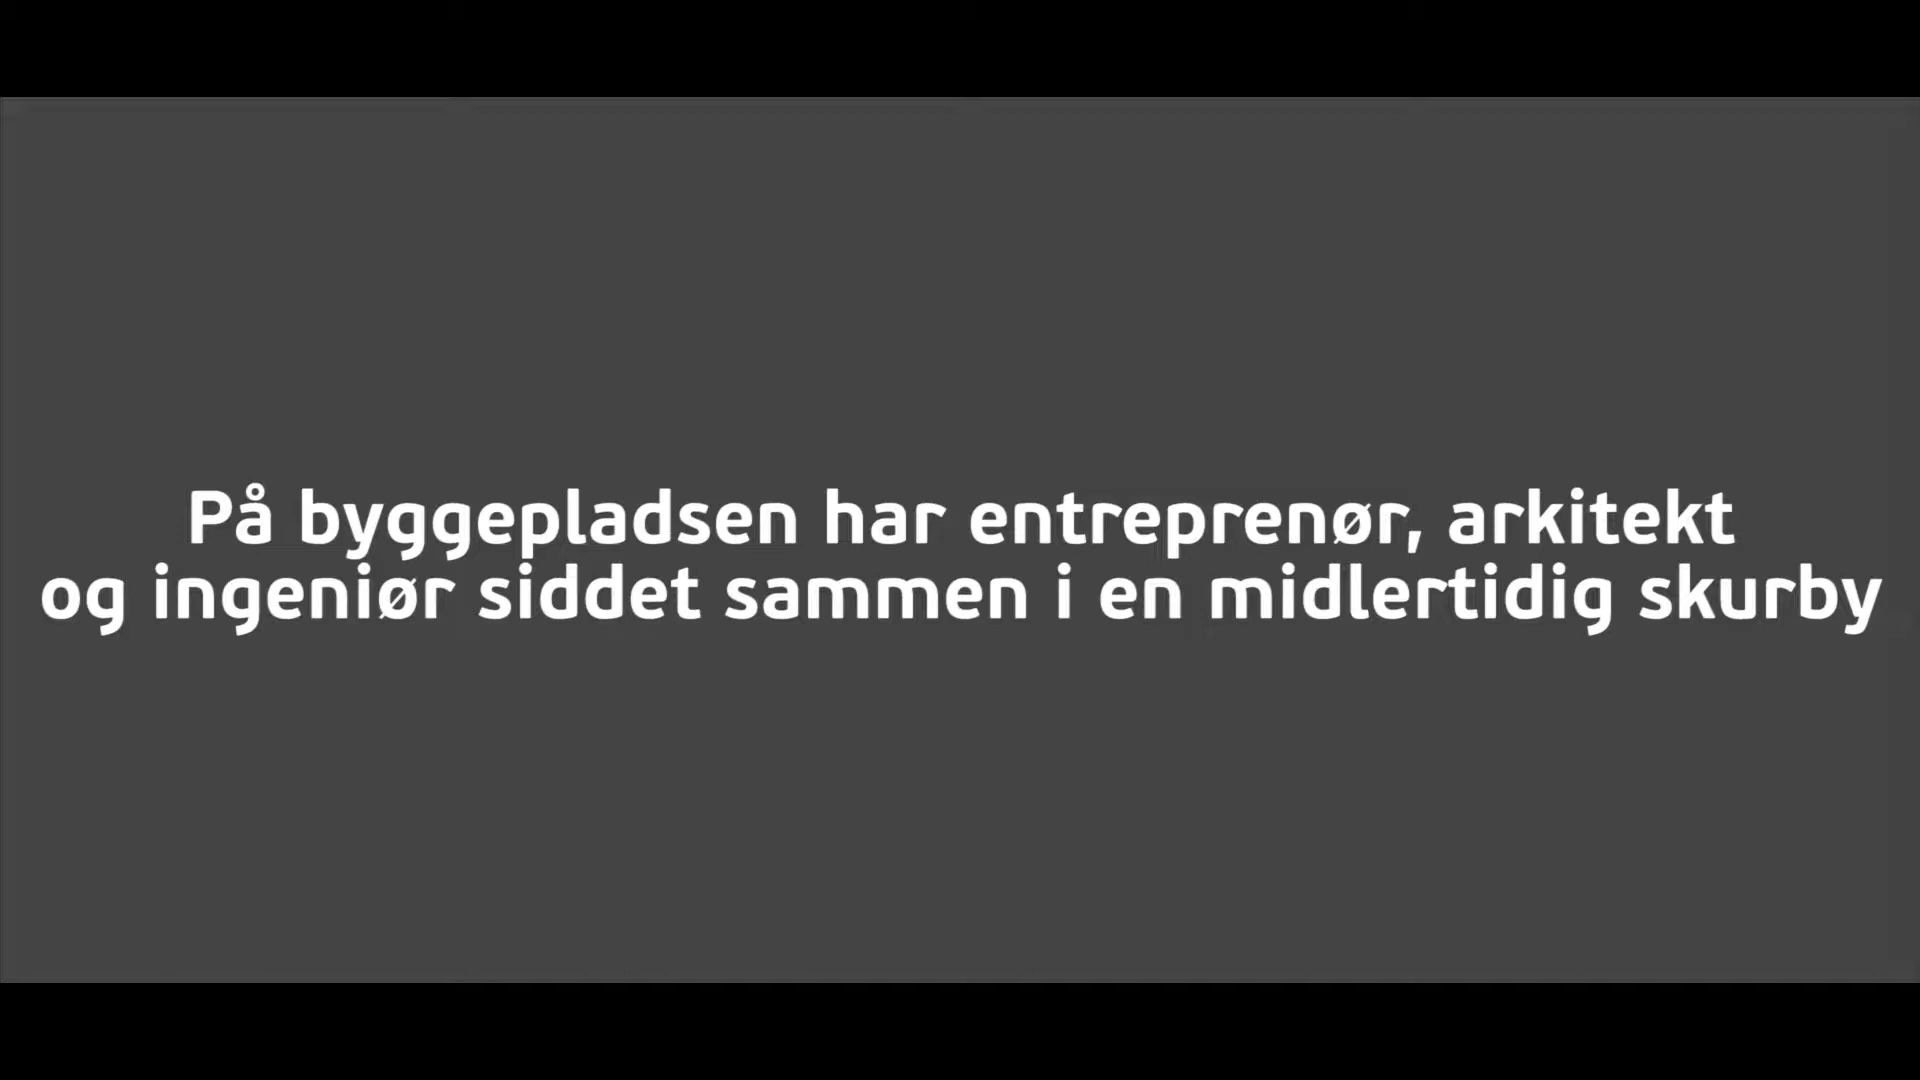 På byggepladsen har entreprenør, arkitekt
og ingeniør siddet sammen i en midlertidig skurby